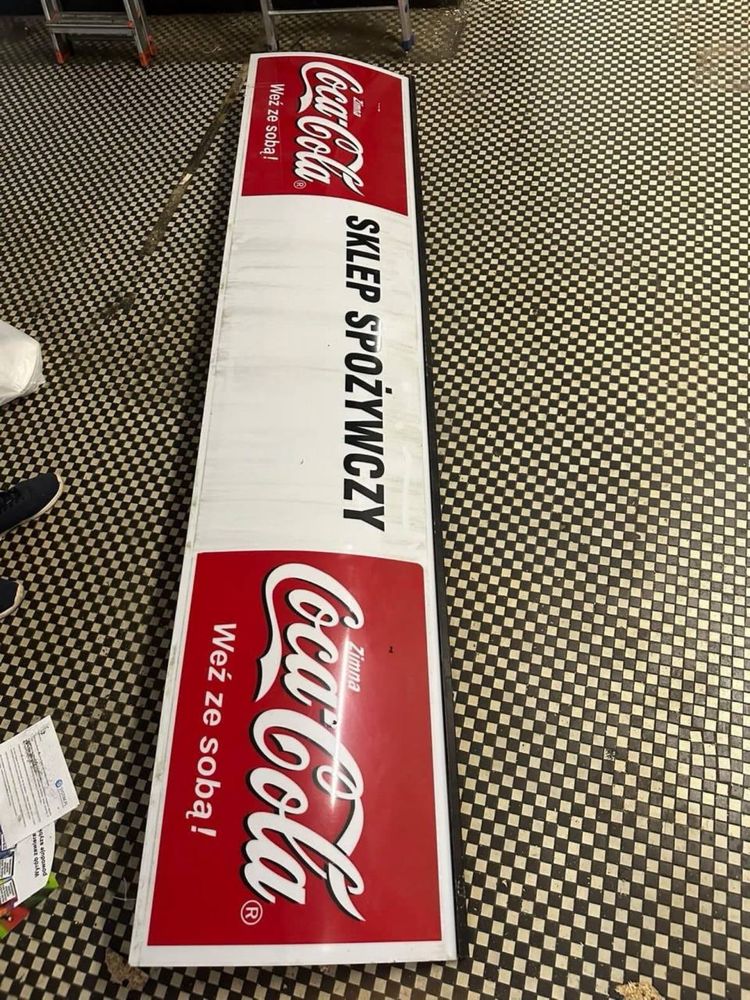 Zimna
Coca-Cola®
Weź ze sobą!
SKLEP SPOŻYWCZY
Zimna
Coca-Cola®
Weź ze sobą!